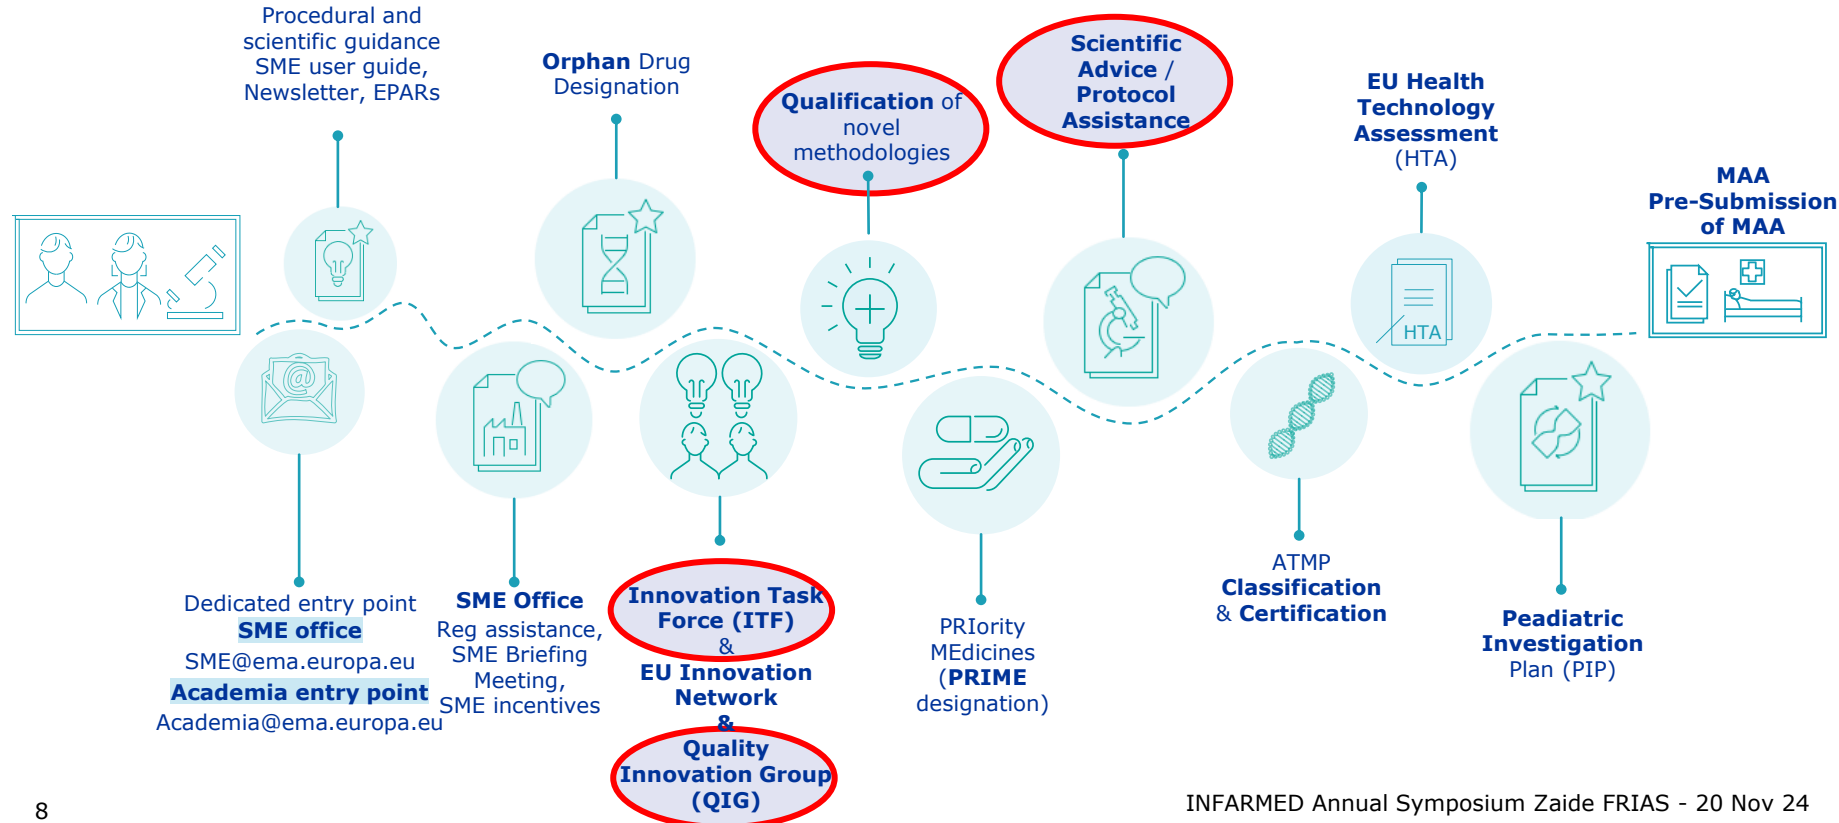 Procedural and
scientific guidance
SME user guide,
Newsletter, EPARs
Orphan Drug
Designation
Qualification of
novel
methodologies
Scientific
Advice /
Protocol
Assistance
EU Health
Technology
Assessment
(HTA)
MAA
Pre-Submission
of MAA
@
HTA
Dedicated entry point
SME office
SME@ema.europa.eu
Academia entry point
Academia@ema.europa.eu
SME Office
Reg assistance,
SME Briefing
Meeting,
SME incentives
Innovation Task
Force (ITF)
&
EU Innovation
Network
&
Quality
Innovation Group
(QIG)
PRIority
MEdicines
(PRIME
designation)
ATMP
Classification
& Certification
Peadiatric
Investigation
Plan (PIP)
8
INFARMED Annual Symposium Zaide FRIAS - 20 Nov 24